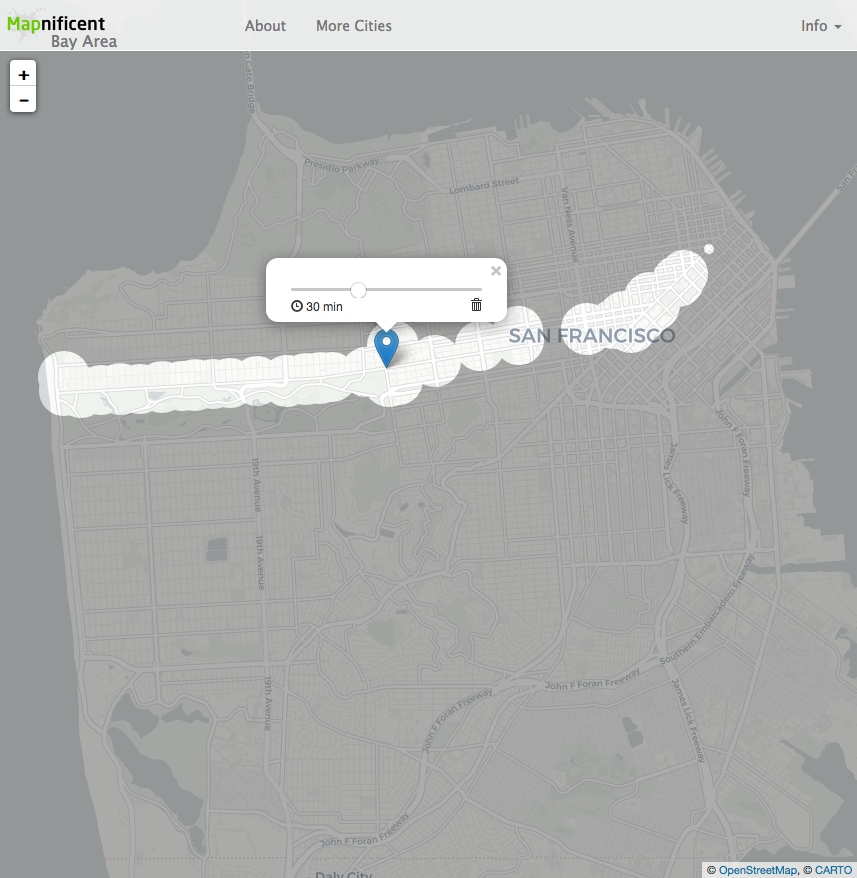 Mapnificent
Bay Area
About
More Cities
Info
+
-
Presidio Parkway
Lombard Street
Van Ness Avenue
×
30 min
SAN FRANCISCO
John F Foran Freeway
James Lick Freeway
19th Avenue
19th Avenue
Southern Embarcadero Freeway
19th Avenue
John F Foran Freeway
John F Foran Freeway
James Lick Freeway
John F Foran Freeway
Daly City
© OpenStreetMap, © CARTO